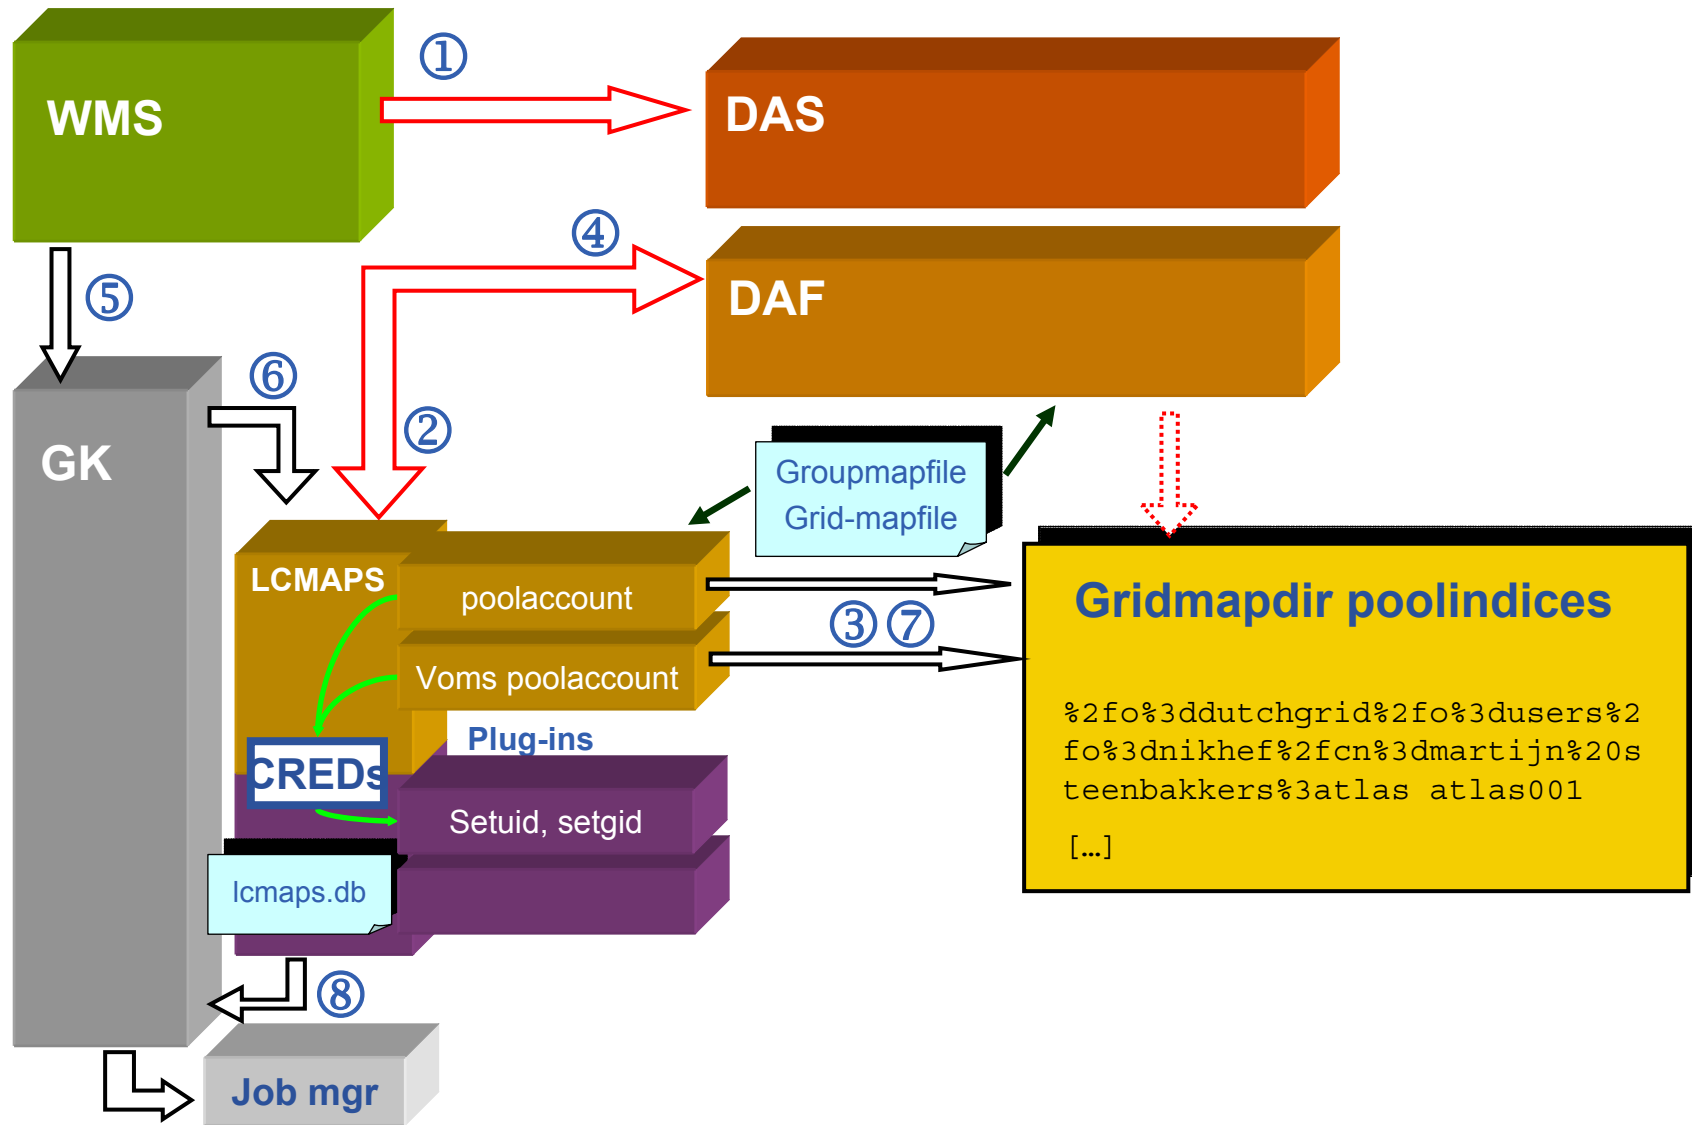 ①
WMS
DAS
④
DAF
⑤
⑥
GK
②
Groupmapfile
Grid-mapfile
LCMAPS
poolaccount
③⑦
Voms poolaccount
Gridmapdir poolindices
%2fo%3ddutchgrid%2fo%3dusers%2
fo%3dnikhef%2fcn%3dmartijn%20s
teenbakkers%3atlas atlas001
[…]
Plug-ins
CREDs
Setuid, setgid
lcmaps.db
⑧
Job mgr